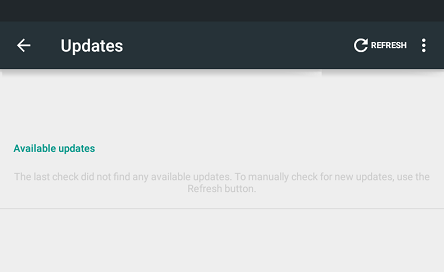 Updates
REFRESH
Available updates
The last check did not find any available updates. To manually check for new updates, use the
Refresh button.